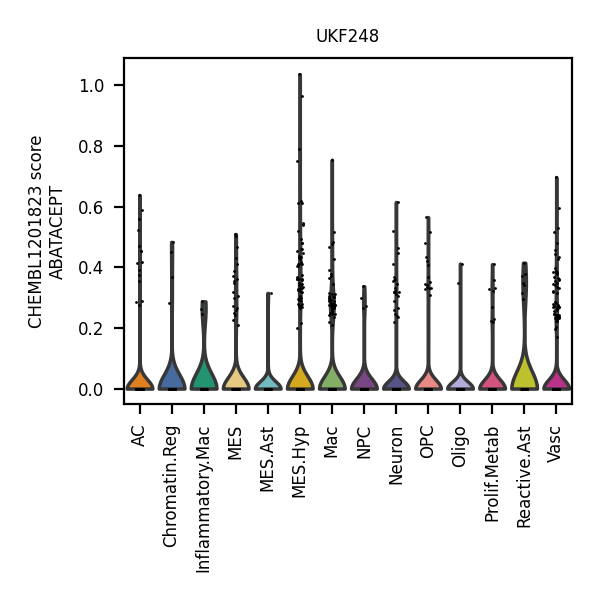 UKF248
CHEMBL1201823 score
ABATACEPT
1.0
0.8
0.6
0.4
0.2
0.0
AC
Chromatin.Reg
Inflammatory.Mac
MES
MES.Ast
MES.Hyp
Mac
NPC
Neuron
OPC
Oligo
Prolif.Metab
Reactive.Ast
Vasc